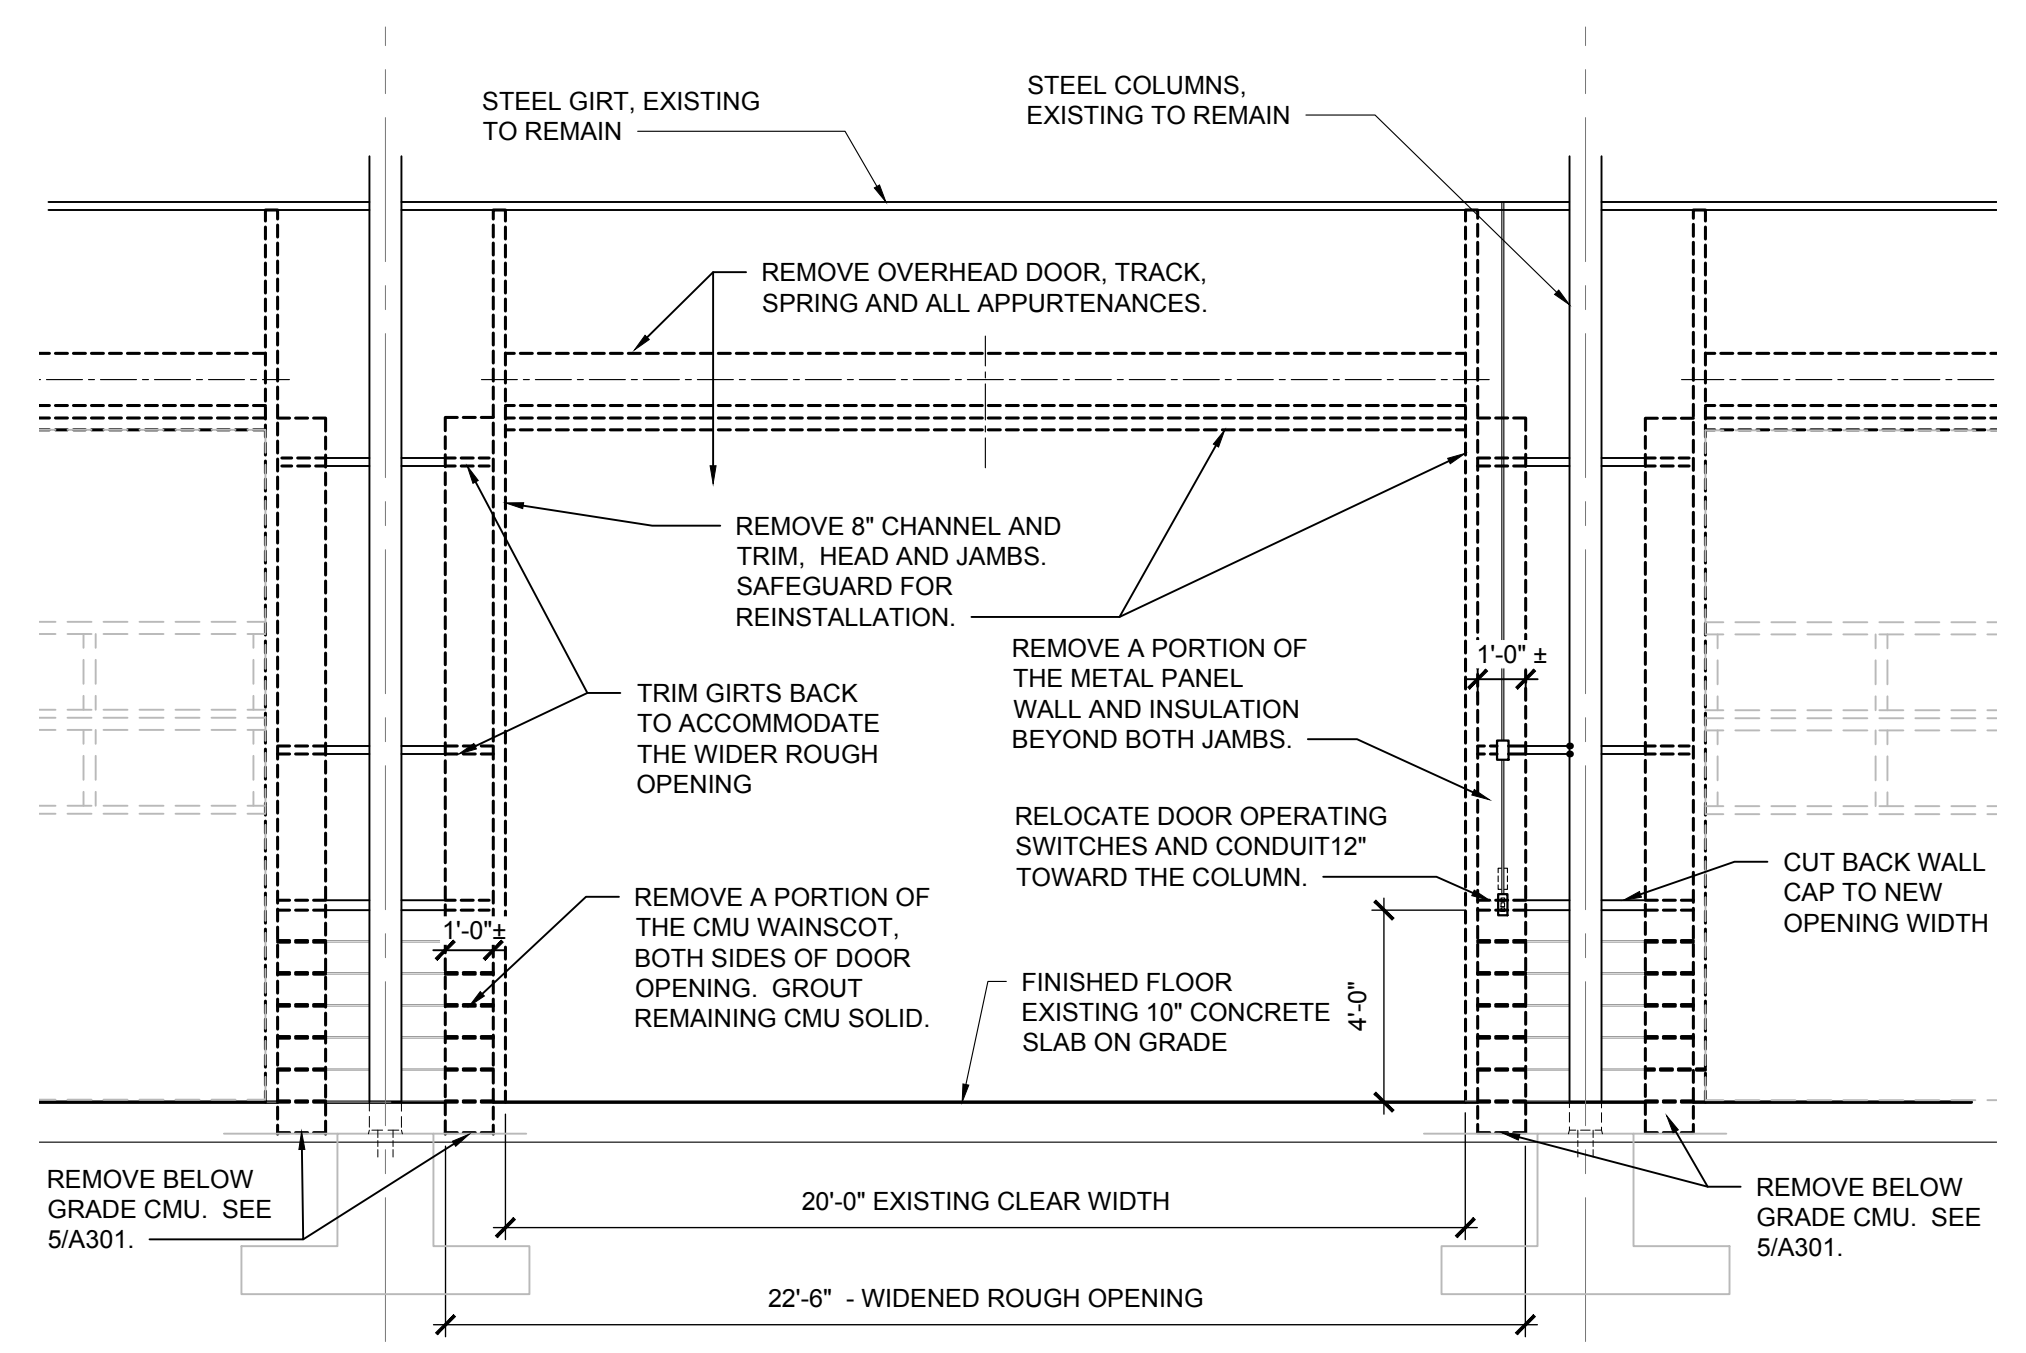 STEEL GIRT, EXISTING
TO REMAIN
STEEL COLUMNS,
EXISTING TO REMAIN
REMOVE OVERHEAD DOOR, TRACK,
SPRING AND ALL APPURTENANCES.
REMOVE 8" CHANNEL AND
TRIM,  HEAD AND JAMBS.
SAFEGUARD FOR
REINSTALLATION.
REMOVE A PORTION OF
THE METAL PANEL
WALL AND INSULATION
BEYOND BOTH JAMBS.
1'-0" ±
TRIM GIRTS BACK
TO ACCOMMODATE
THE WIDER ROUGH
OPENING
RELOCATE DOOR OPERATING
SWITCHES AND CONDUIT12"
TOWARD THE COLUMN.
CUT BACK WALL
CAP TO NEW
OPENING WIDTH
REMOVE A PORTION OF
THE CMU WAINSCOT,
BOTH SIDES OF DOOR
OPENING.  GROUT
REMAINING CMU SOLID.
1'-0"±
FINISHED FLOOR
EXISTING 10" CONCRETE
SLAB ON GRADE
4'-0"
REMOVE BELOW
GRADE CMU.  SEE
5/A301.
20'-0" EXISTING CLEAR WIDTH
REMOVE BELOW
GRADE CMU.  SEE
5/A301.
22'-6"  - WIDENED ROUGH OPENING